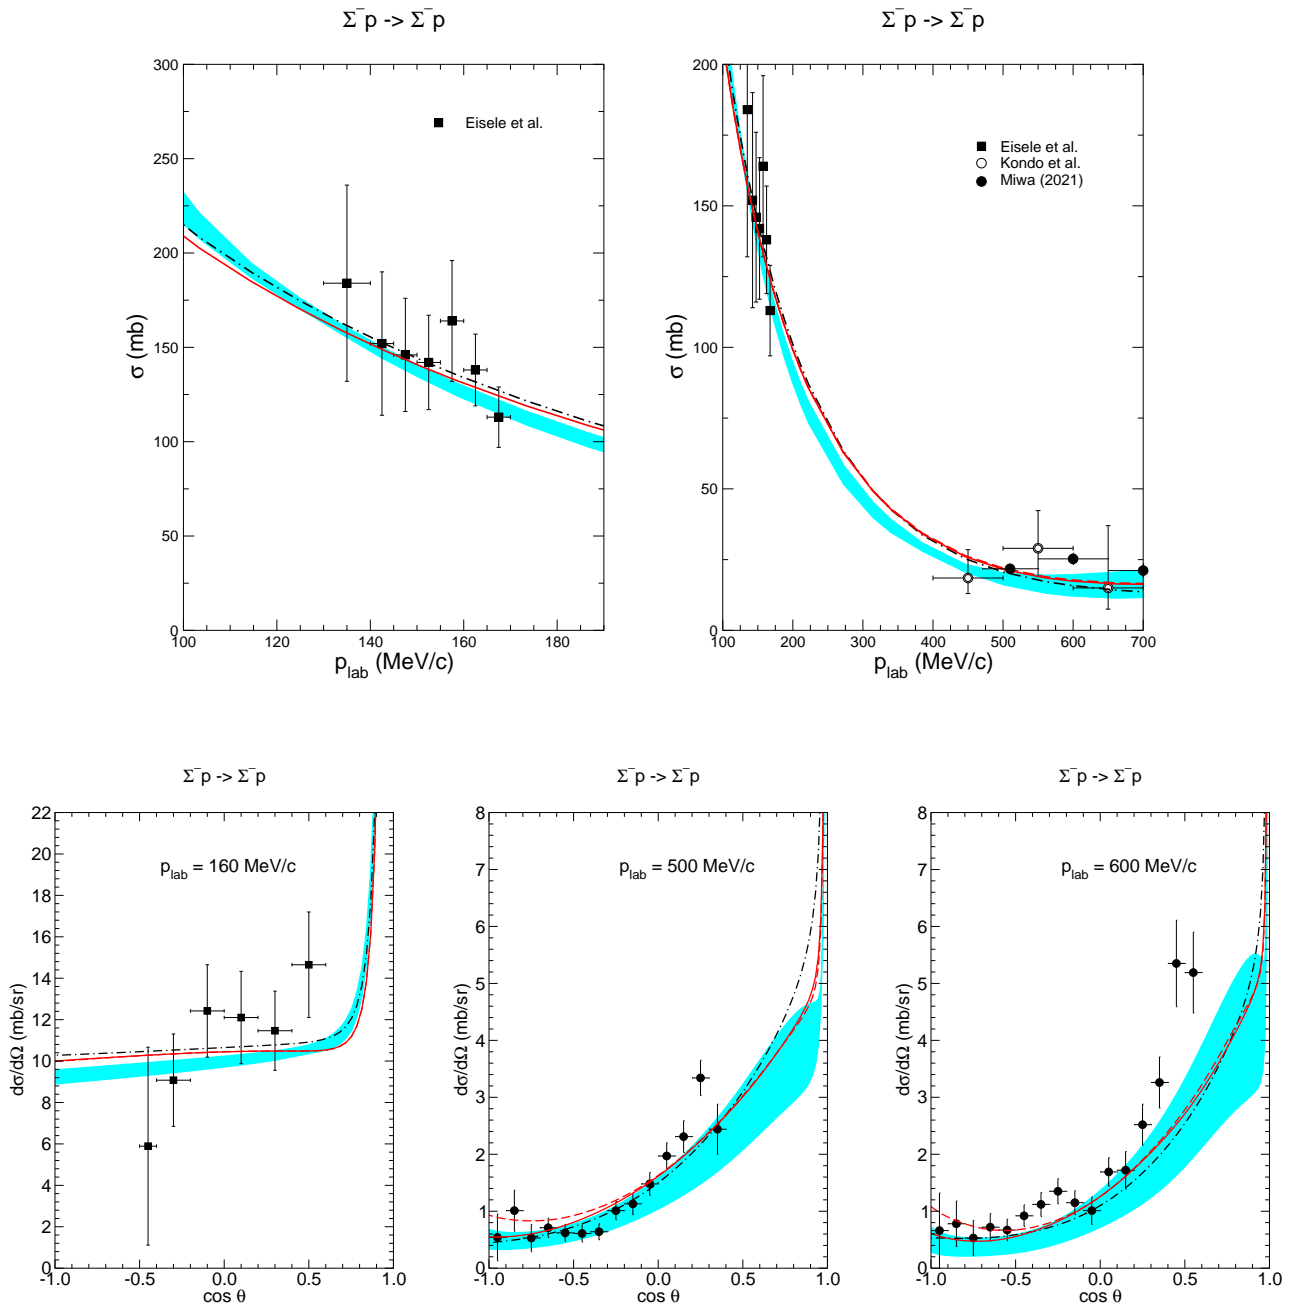 Σ⁻p -> Σ⁻p
300
250
200
150
100
50
0
σ (mb)
Eisele et al.
100 120 140 160 180
p_lab (MeV/c)
Σ⁻p -> Σ⁻p
200
150
100
50
0
σ (mb)
Eisele et al.
Kondo et al.
Miwa (2021)
100 200 300 400 500 600 700
p_lab (MeV/c)
Σ⁻p -> Σ⁻p
22
20
18
16
14
12
10
8
6
4
2
0
dσ/dΩ (mb/sr)
p_lab = 160 MeV/c
-1.0 -0.5 0.0 0.5 1.0
cos θ
Σ⁻p -> Σ⁻p
8
7
6
5
4
3
2
1
0
dσ/dΩ (mb/sr)
p_lab = 500 MeV/c
-1.0 -0.5 0.0 0.5 1.0
cos θ
Σ⁻p -> Σ⁻p
8
7
6
5
4
3
2
1
0
dσ/dΩ (mb/sr)
p_lab = 600 MeV/c
-1.0 -0.5 0.0 0.5 1.0
cos θ